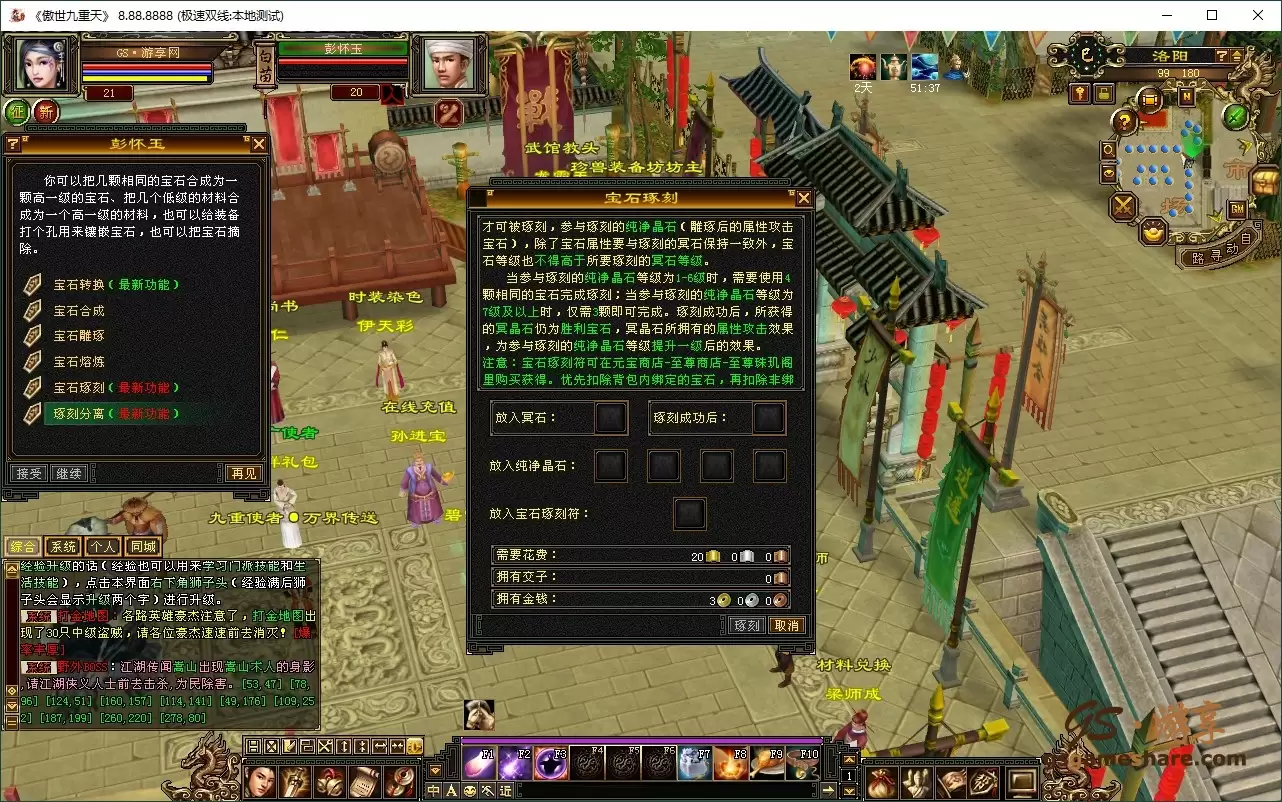 《傲世九重天》 8.88.8888 (极速双线:本地测试)
GS·游享网
21
白苗
彭怀玉
20
征
新
2天
51:37
洛阳
99 180
N
GM
自动寻路
彭怀玉
你可以把几颗相同的宝石合成为一
颗高一级的宝石、把几个低级的材料合
成为一个高一级的材料,也可以给装备
打个孔用来镶嵌宝石,也可以把宝石摘
除。
宝石转换(最新功能)
宝石合成
宝石雕琢
宝石熔炼
宝石琢刻(最新功能)
琢刻分离(最新功能)
接受
继续
再见
武馆教头
珍兽装备坊坊主
时装染色
伊天彩
在线充值
孙进宝
九重使者●万界传送
材料兑换
梁师成
宝石琢刻
才可被琢刻,参与琢刻的纯净晶石(雕琢后的属性攻击
宝石),除了宝石属性要与琢刻的冥石保持一致外,宝
石等级也不得高于所要琢刻的冥石等级。
当参与琢刻的纯净晶石等级为1-6级时,需要使用4
颗相同的宝石完成琢刻;当参与琢刻的纯净晶石等级为
7级及以上时,仅需3颗即可完成。琢刻成功后,所获得
的冥晶石仍为胜利宝石,冥晶石所拥有的属性攻击效果
,为参与琢刻的纯净晶石等级提升一级后的效果。
注意:宝石琢刻符可在元宝商店-至尊商店-至尊珠玑阁
里购买获得。优先扣除背包内绑定的宝石,再扣除非绑
放入冥石:
琢刻成功后:
放入纯净晶石:
放入宝石琢刻符:
需要花费: 20 0 0
拥有交子: 0
拥有金钱: 3 0 0
琢刻
取消
综合
系统
个人
同城
经验升级的话(经验也可以用来学习门派技能和生
活技能),点击本界面右下角狮子头(经验满后狮
子头会显示升级两个字)进行升级。
系统 打金地图:各路英雄豪杰注意了,打金地图出
现了30只中级盗贼,请各位豪杰速速前去消灭!【爆
率丰厚】
系统 野外BOSS:江湖传闻嵩山出现嵩山术人的身影
,请江湖侠义人士前去击杀,为民除害。[53,47] [78,
96] [124,51] [160,157] [114,141] [49,176] [109,25
2] [187,199] [260,220] [278,80]
F1
F2
F3
F4
F5
F6
F7
F8
F9
F10
中
A
近
1
GS·游享
game-share.com